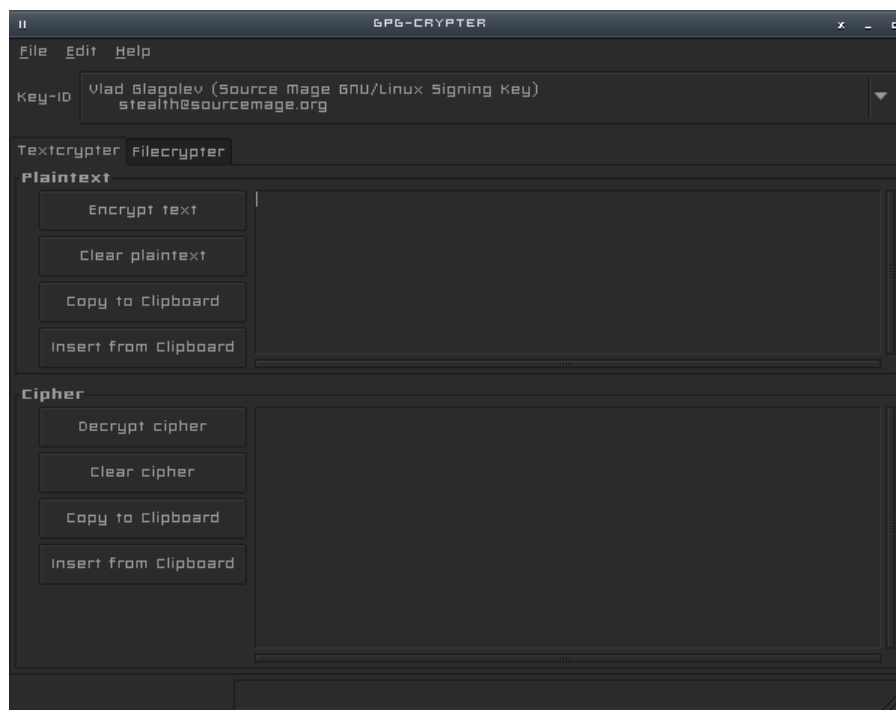 GPG-CRYPTER
File Edit Help
Key-ID
Vlad Glagolev (Source Mage GNU/Linux Signing Key)
stealth@sourcemage.org
Textcrypter Filecrypter
Plaintext
Encrypt text
Clear plaintext
Copy to Clipboard
Insert from Clipboard
Cipher
Decrypt cipher
Clear cipher
Copy to Clipboard
Insert from Clipboard